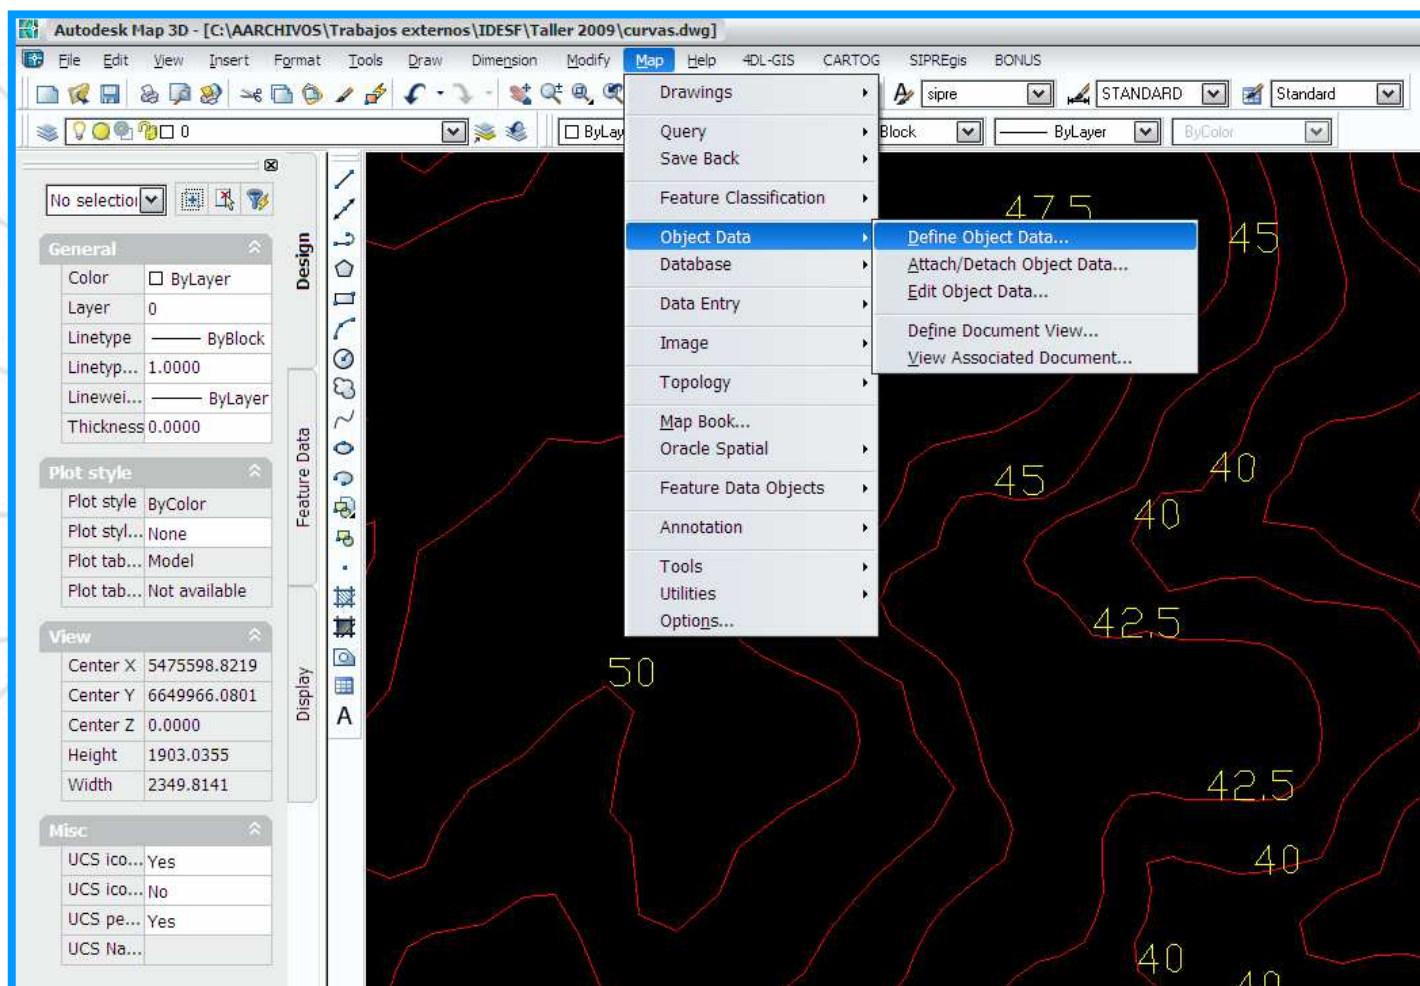 Autodesk Map 3D - [C:\AARCHIVOS\Trabajos externos\IDESF\Taller 2009\curvas.dwg]
File Edit View Insert Format Tools Draw Dimension Modify Map Help 4DL-GIS CARTOG SIPREgis BONUS
sipre STANDARD Standard
0 ByLay Block ByLayer ByColor
No selectior
General
Color ByLayer
Layer 0
Linetype ByBlock
Linetyp... 1.0000
Linewei... ByLayer
Thickness 0.0000
Plot style
Plot style ByColor
Plot styl... None
Plot tab... Model
Plot tab... Not available
View
Center X 5475598.8219
Center Y 6649966.0801
Center Z 0.0000
Height 1903.0355
Width 2349.8141
Misc
UCS ico... Yes
UCS ico... No
UCS pe... Yes
UCS Na...
Design
Feature Data
Display
A
Drawings
Query
Save Back
Feature Classification
Object Data
Database
Data Entry
Image
Topology
Map Book...
Oracle Spatial
Feature Data Objects
Annotation
Tools
Utilities
Options...
Define Object Data...
Attach/Detach Object Data...
Edit Object Data...
Define Document View...
View Associated Document...
47.5
45
40
45
40
42.5
50
42.5
40
40
40